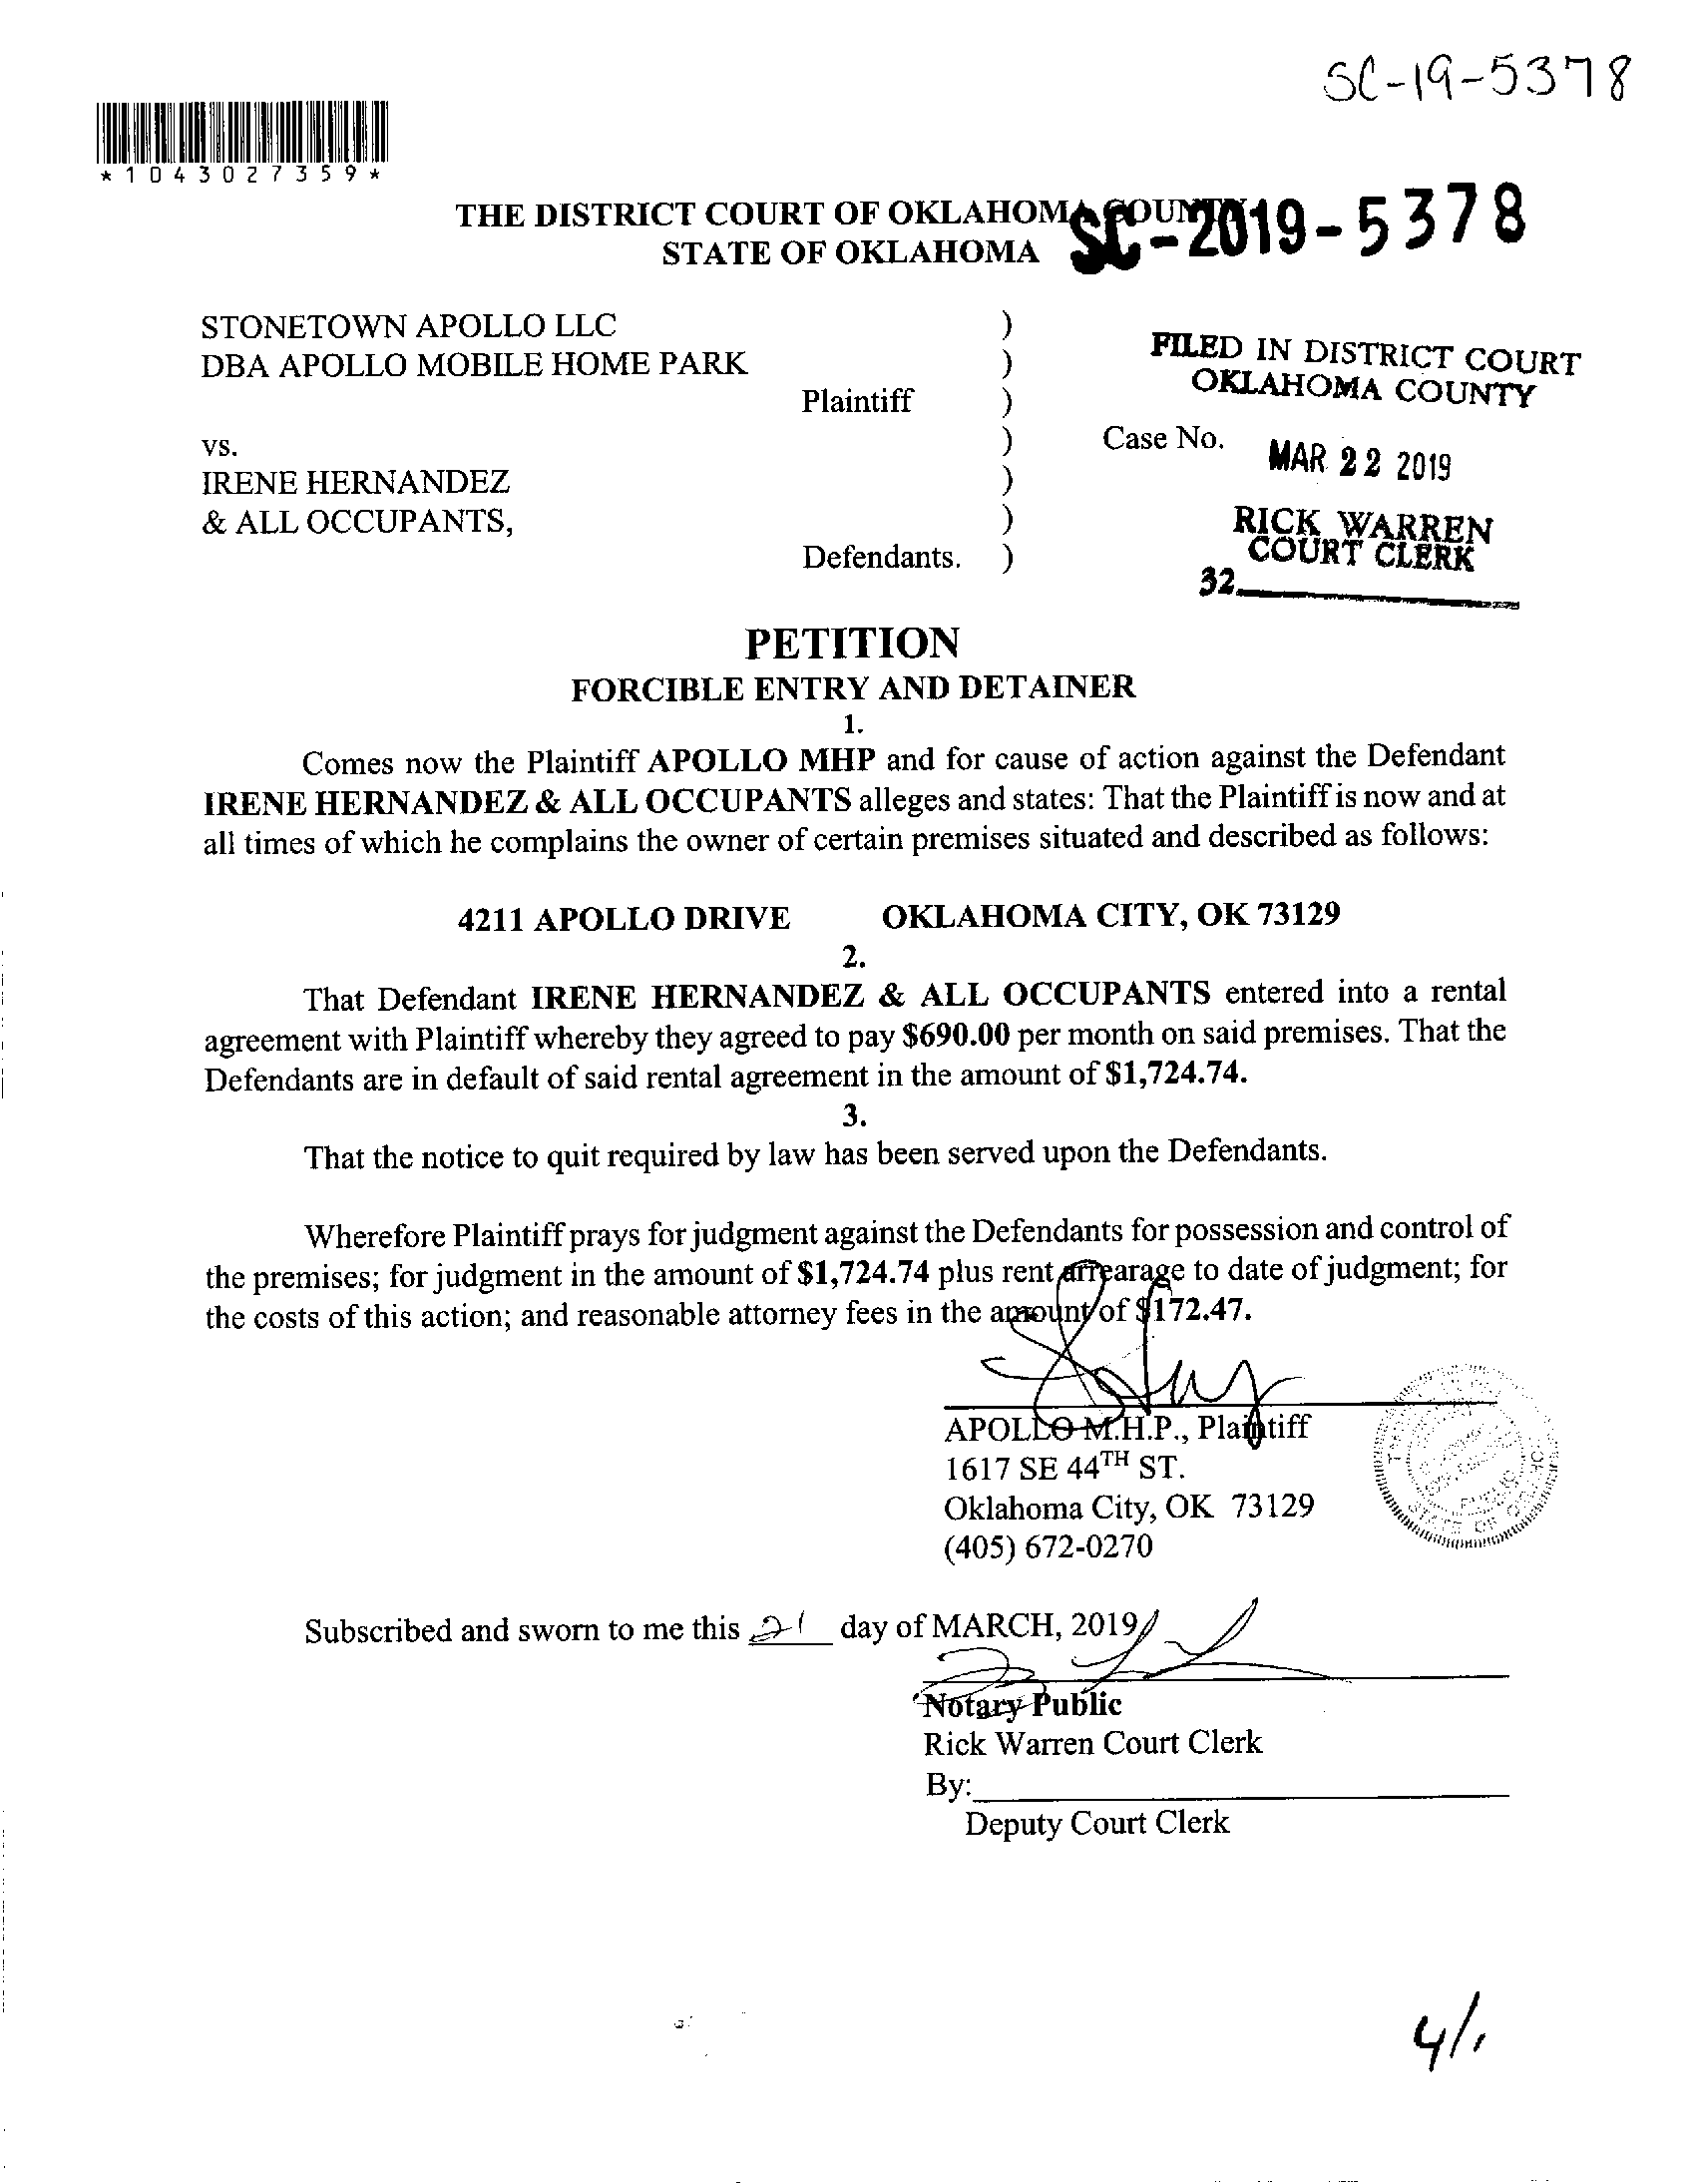 SC-19-5378
*1043027359*
THE DISTRICT COURT OF OKLAHOMA COUNTY
STATE OF OKLAHOMA
SC-2019-5378
STONETOWN APOLLO LLC )
DBA APOLLO MOBILE HOME PARK )
Plaintiff )
vs. )
IRENE HERNANDEZ )
& ALL OCCUPANTS, )
Defendants. )
FILED IN DISTRICT COURT
OKLAHOMA COUNTY
Case No.
MAR 22 2019
RICK WARREN
COURT CLERK
32
PETITION
FORCIBLE ENTRY AND DETAINER
1.
Comes now the Plaintiff APOLLO MHP and for cause of action against the Defendant
IRENE HERNANDEZ & ALL OCCUPANTS alleges and states: That the Plaintiff is now and at
all times of which he complains the owner of certain premises situated and described as follows:
4211 APOLLO DRIVE OKLAHOMA CITY, OK 73129
2.
That Defendant IRENE HERNANDEZ & ALL OCCUPANTS entered into a rental
agreement with Plaintiff whereby they agreed to pay $690.00 per month on said premises. That the
Defendants are in default of said rental agreement in the amount of $1,724.74.
3.
That the notice to quit required by law has been served upon the Defendants.
Wherefore Plaintiff prays for judgment against the Defendants for possession and control of
the premises; for judgment in the amount of $1,724.74 plus rent arrearage to date of judgment; for
the costs of this action; and reasonable attorney fees in the amount of $172.47.
APOLLO M.H.P., Plaintiff
1617 SE 44TH ST.
Oklahoma City, OK 73129
(405) 672-0270
PUBLIC
STATE OF
Subscribed and sworn to me this 21 day of MARCH, 2019
Notary Public
Rick Warren Court Clerk
By:
Deputy Court Clerk
4/1